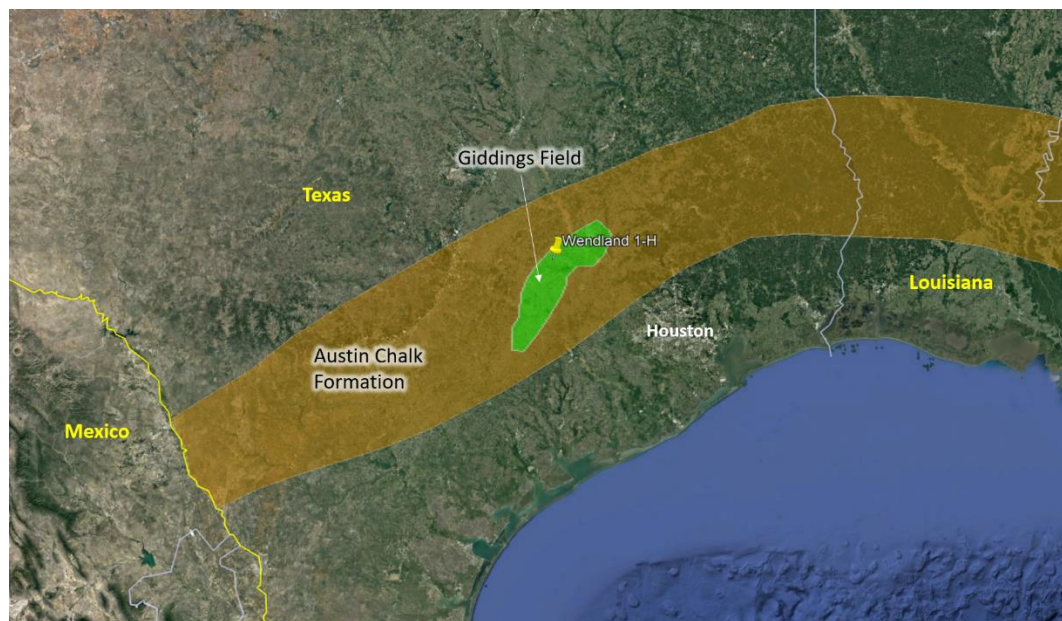 Giddings Field
Texas
Wendland 1-H
Louisiana
Houston
Austin Chalk
Formation
Mexico